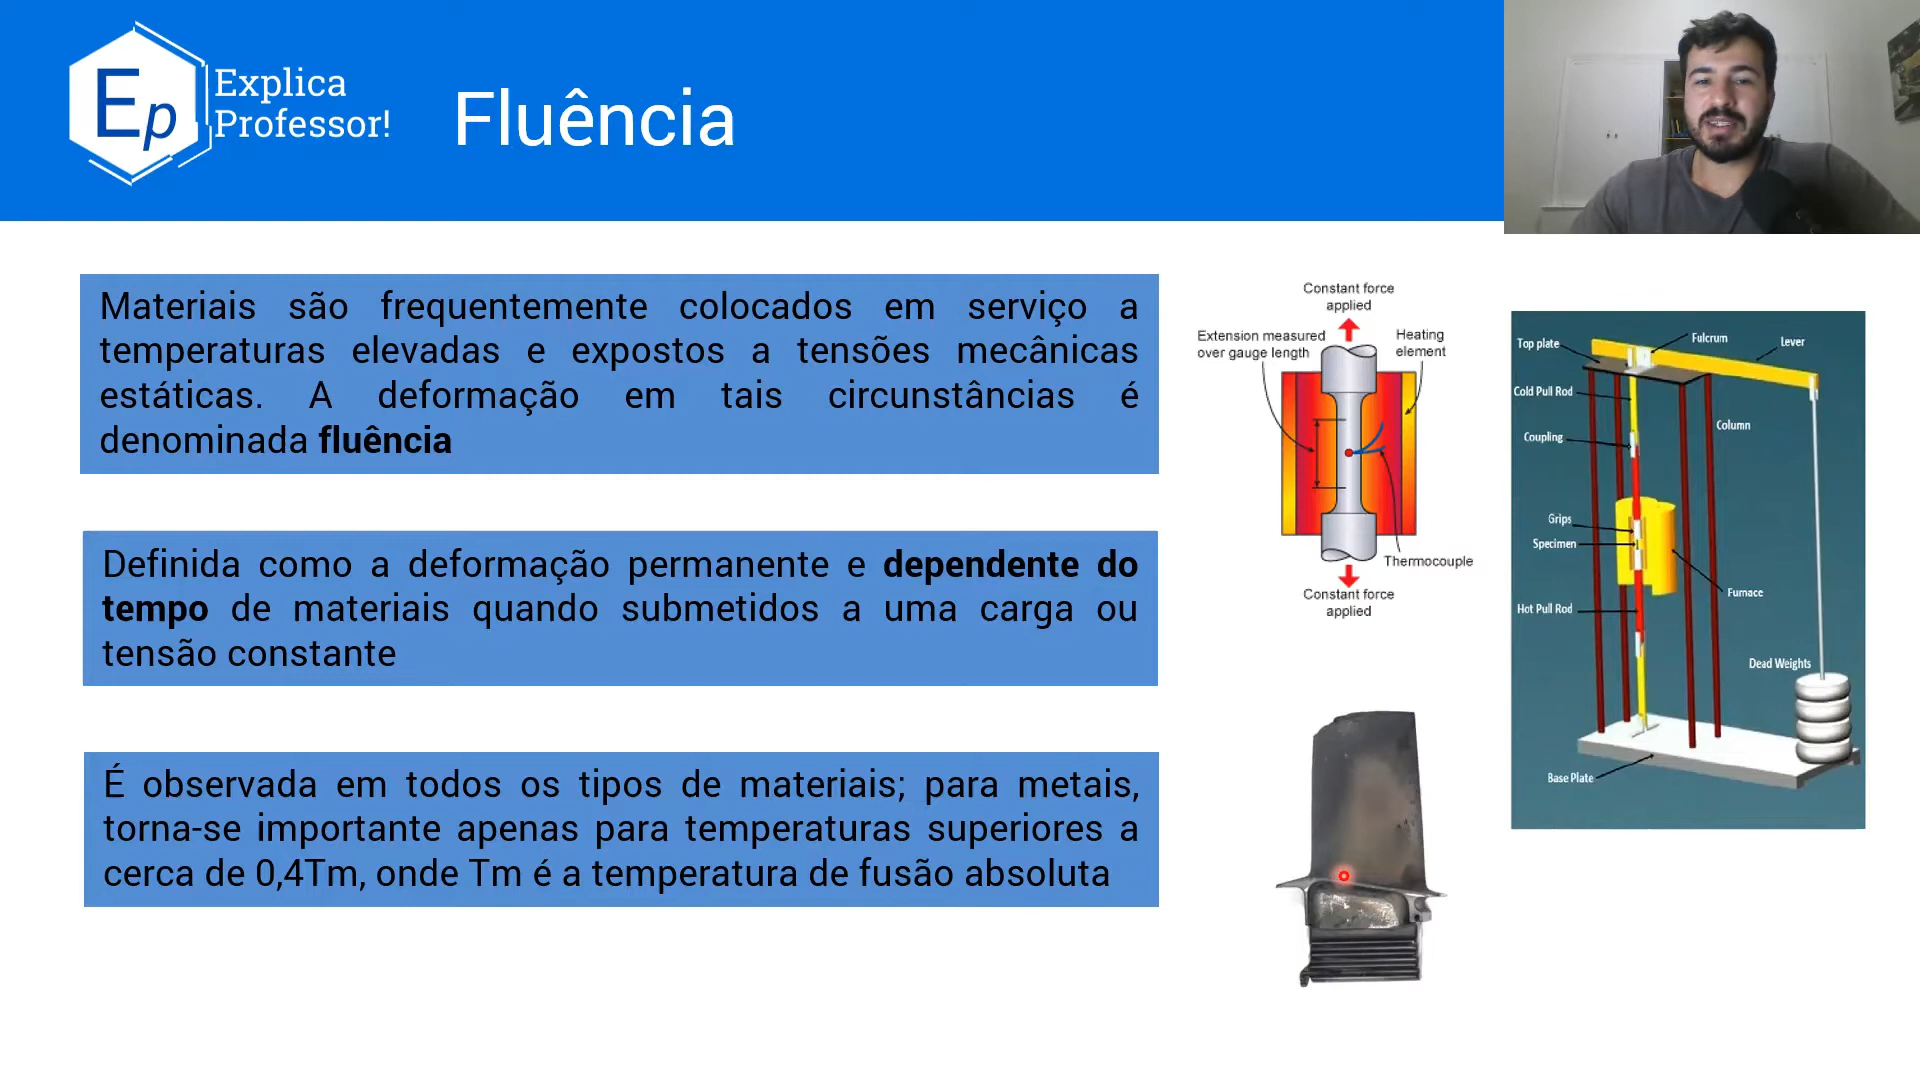 Ep
Explica
Professor!
Fluência
Materiais são frequentemente colocados em serviço a
temperaturas elevadas e expostos a tensões mecânicas
estáticas. A deformação em tais circunstâncias é
denominada fluência
Definida como a deformação permanente e dependente do
tempo de materiais quando submetidos a uma carga ou
tensão constante
É observada em todos os tipos de materiais; para metais,
torna-se importante apenas para temperaturas superiores a
cerca de 0,4Tm, onde Tm é a temperatura de fusão absoluta
Constant force
applied
Extension measured
over gauge length
Heating
element
Thermocouple
Constant force
applied
Top plate
Fulcrum
Lever
Cold Pull Rod
Coupling
Column
Grips
Specimen
Furnace
Hot Pull Rod
Dead Weights
Base Plate